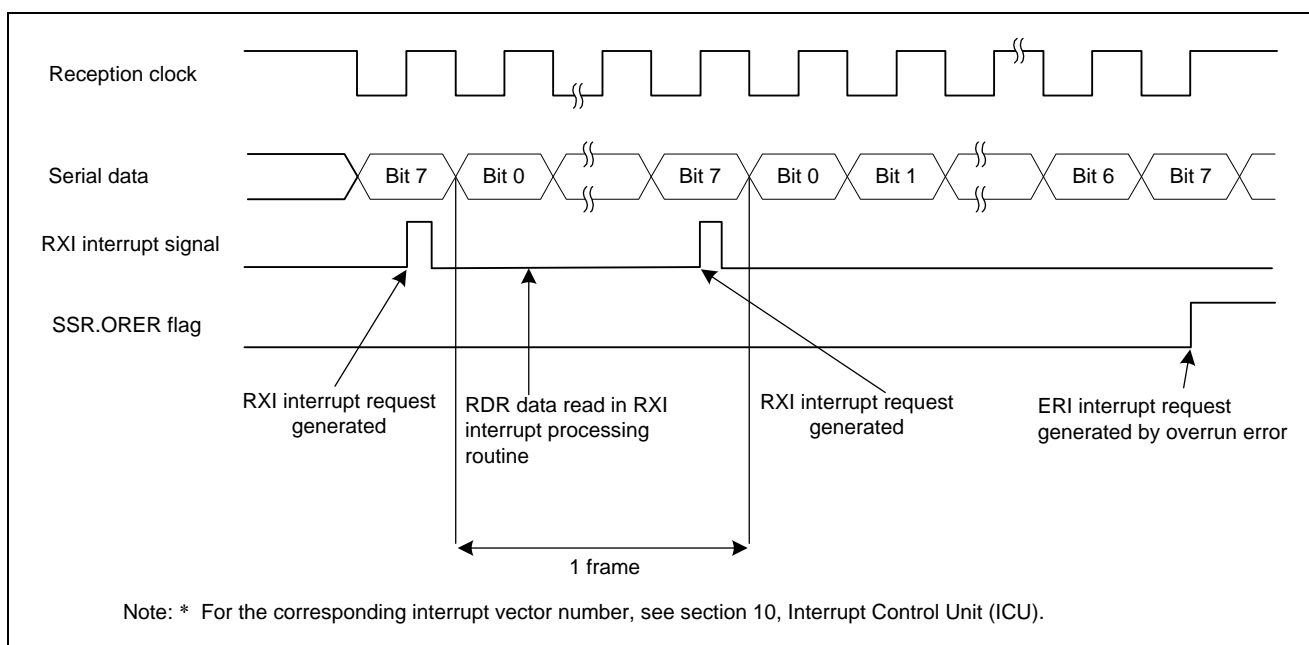 Reception clock
Serial data
Bit 7
Bit 0
Bit 7
Bit 0
Bit 1
Bit 6
Bit 7
RXI interrupt signal
SSR.ORER flag
RXI interrupt request
generated
RDR data read in RXI
interrupt processing
routine
RXI interrupt request
generated
ERI interrupt request
generated by overrun error
1 frame
Note: * For the corresponding interrupt vector number, see section 10, Interrupt Control Unit (ICU).